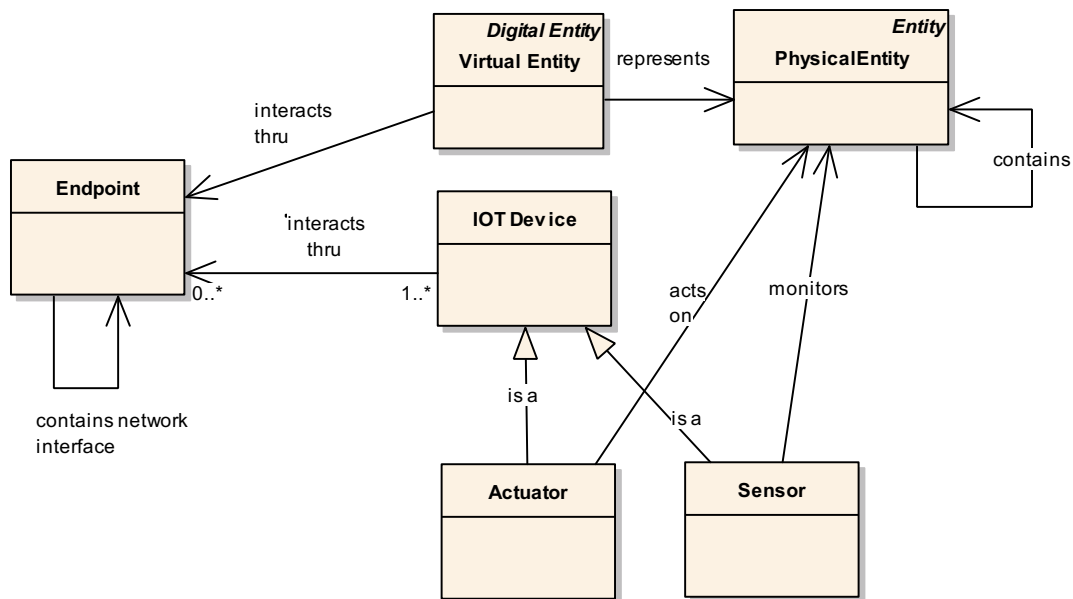 Digital Entity
Virtual Entity
represents
Entity
PhysicalEntity
interacts
thru
contains
Endpoint
'interacts
thru
IOT Device
0..*
1..*
acts
on
monitors
is a
is a
contains network
interface
Actuator
Sensor